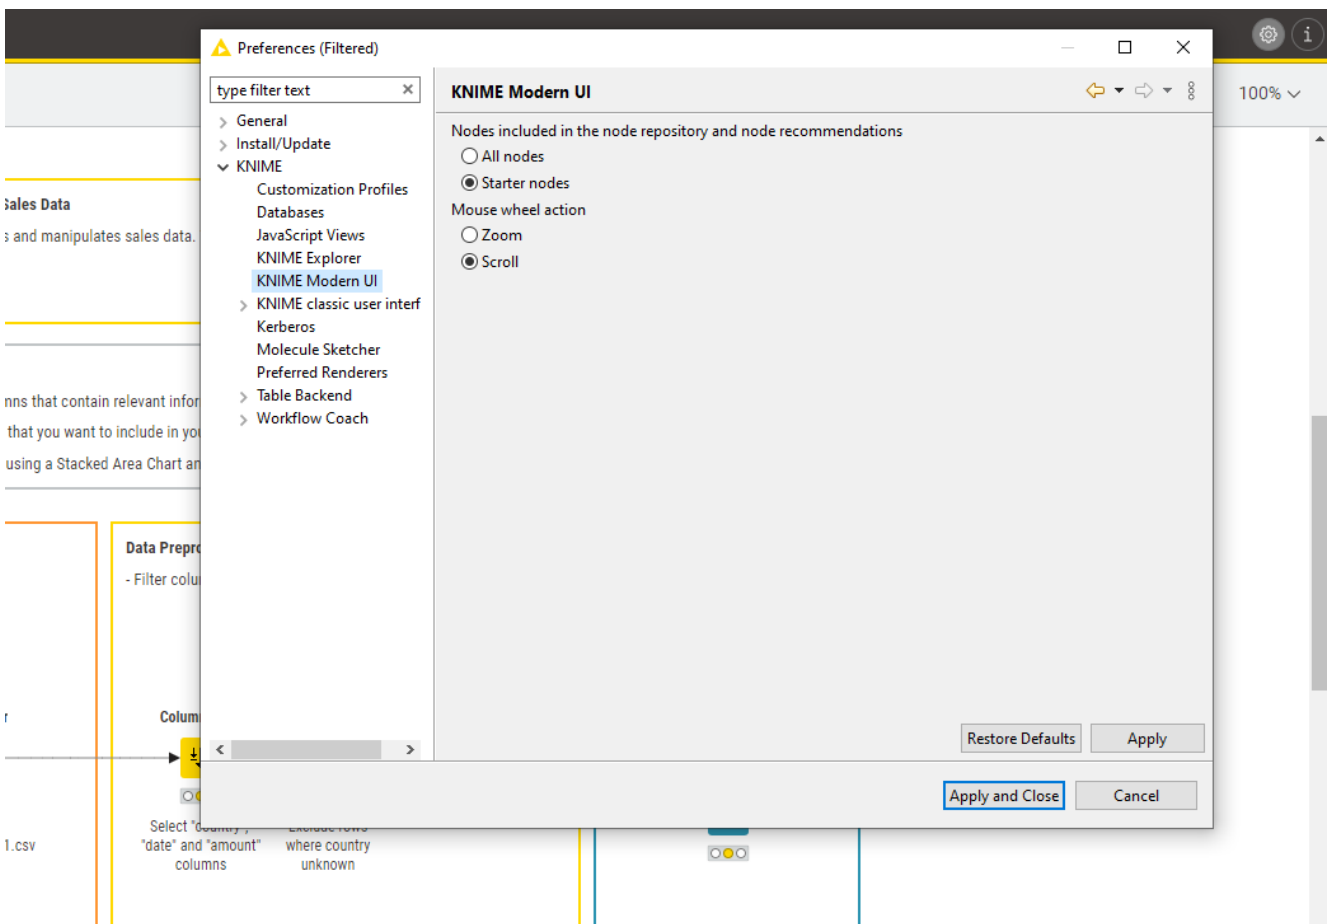 Preferences (Filtered)
i
type filter text
KNIME Modern UI
100%
General
Install/Update
KNIME
Customization Profiles
Databases
JavaScript Views
KNIME Explorer
KNIME Modern UI
KNIME classic user interf
Kerberos
Molecule Sketcher
Preferred Renderers
Table Backend
Workflow Coach
Nodes included in the node repository and node recommendations
All nodes
Starter nodes
Mouse wheel action
Zoom
Scroll
Restore Defaults
Apply
Apply and Close
Cancel
Sales Data
s and manipulates sales data.
that contain relevant infor
that you want to include in you
using a Stacked Area Chart an
Data Prepro
- Filter colu
r
Colum
Select "country",
"date" and "amount"
columns
Exclude rows
where country
unknown
1.csv